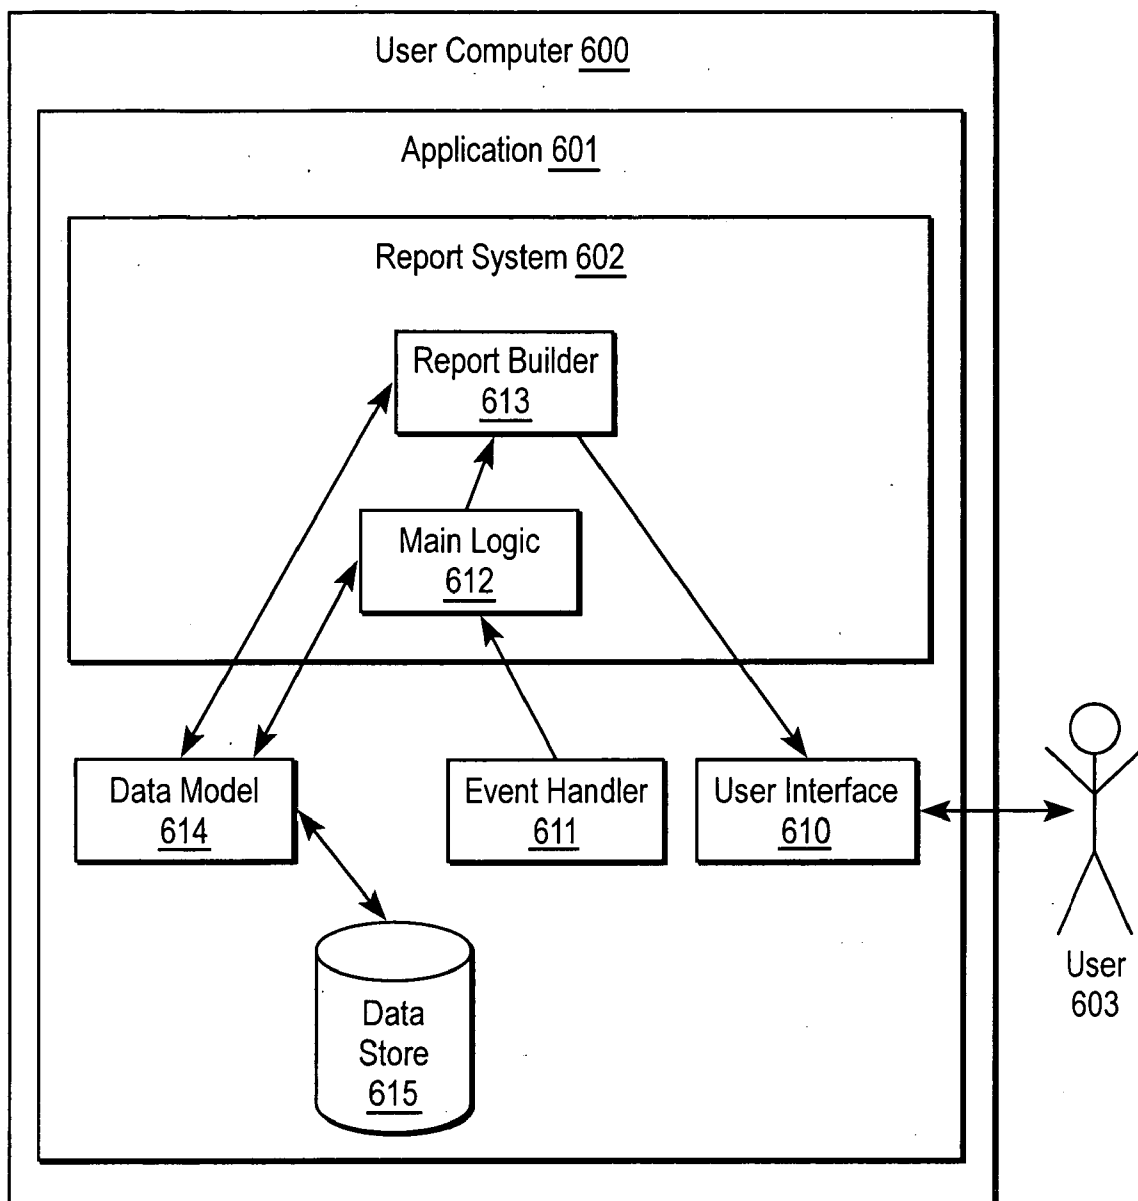 User Computer 600
Application 601
Report System 602
Report Builder
613
Main Logic
612
Data Model
614
Event Handler
611
User Interface
610
Data
Store
615
User
603